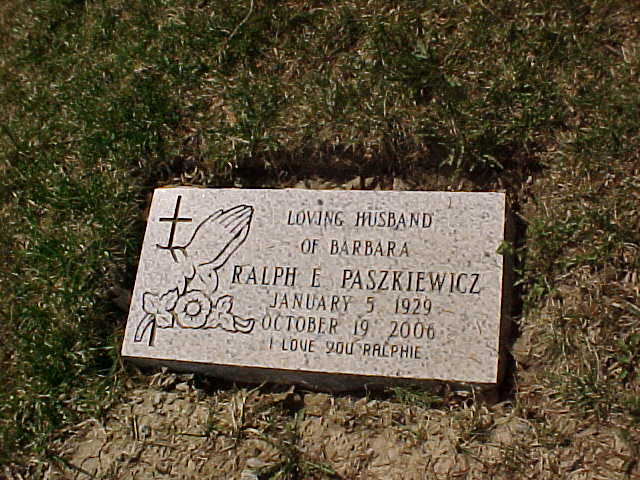 LOVING HUSBAND
OF BARBARA
RALPH E PASZKIEWICZ
JANUARY 5 1929
OCTOBER 19 2006
I LOVE YOU RALPHIE